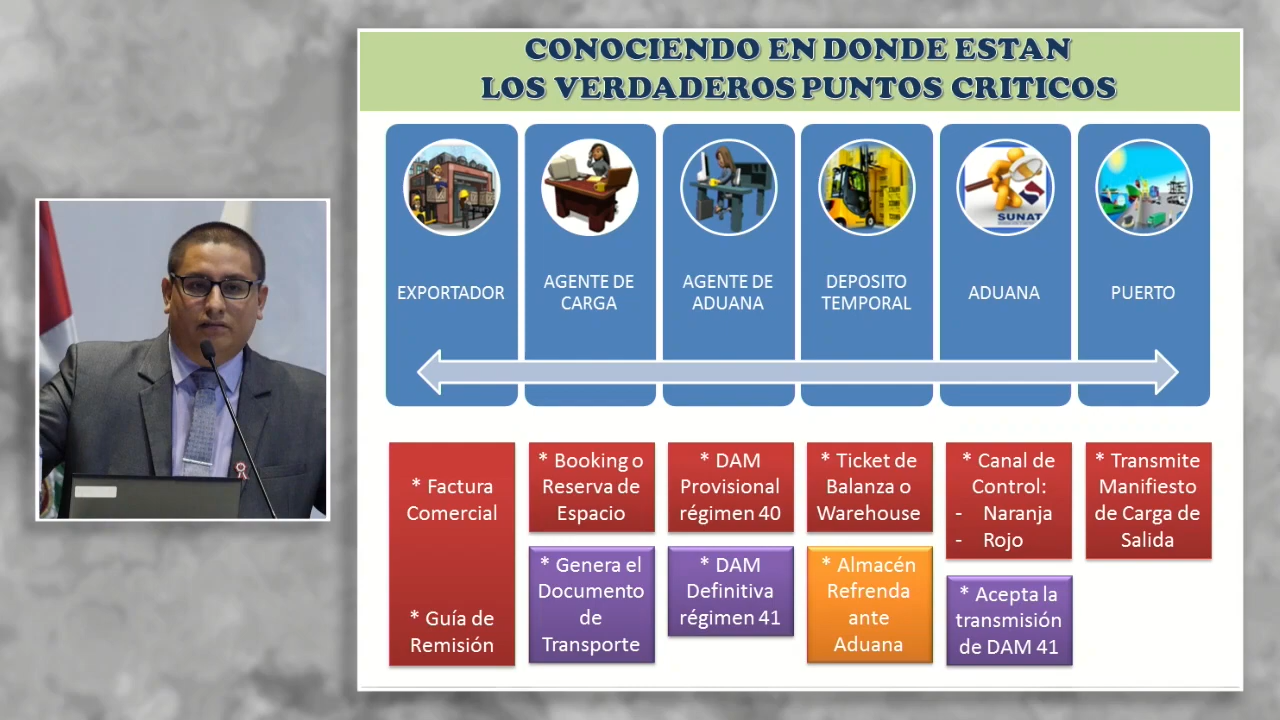 CONOCIENDO EN DONDE ESTAN
LOS VERDADEROS PUNTOS CRITICOS
SUNAT
EXPORTADOR
AGENTE DE
CARGA
AGENTE DE
ADUANA
DEPOSITO
TEMPORAL
ADUANA
PUERTO
* Factura
Comercial
* Guía de
Remisión
* Booking o
Reserva de
Espacio
* Genera el
Documento
de
Transporte
* DAM
Provisional
régimen 40
* DAM
Definitiva
régimen 41
* Ticket de
Balanza o
Warehouse
* Almacén
Refrenda
ante
Aduana
* Canal de
Control:
- Naranja
- Rojo
* Acepta la
transmisión
de DAM 41
* Transmite
Manifiesto
de Carga de
Salida